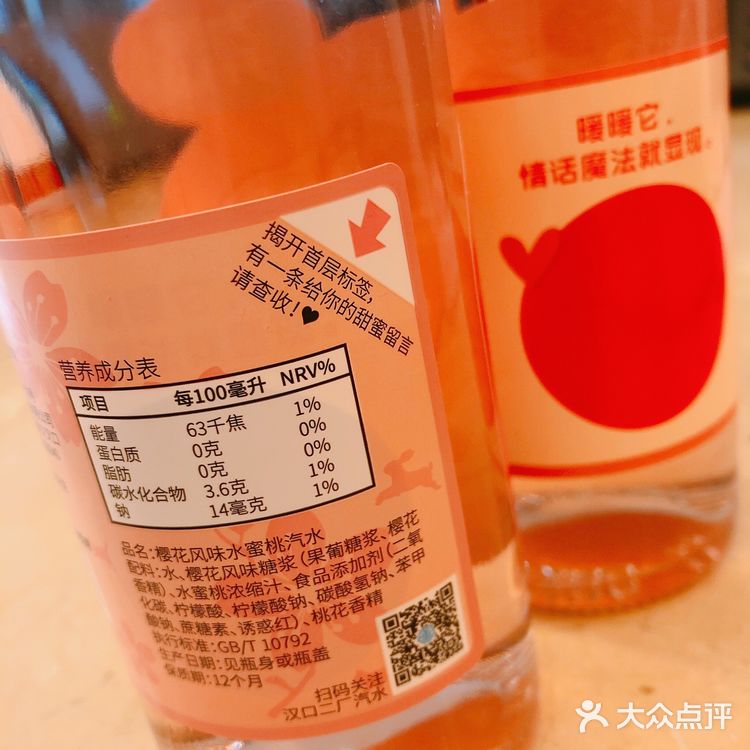 暖暖它,
情话魔法就显现。
揭开首层标签,
有一条给你的甜蜜留言
请查收!♥
营养成分表
项目 每100毫升 NRV%
能量 63千焦 1%
蛋白质 0克 0%
脂肪 0克 0%
碳水化合物 3.6克 1%
钠 14毫克 1%
品名:樱花风味水蜜桃汽水
配料:水、樱花风味糖浆(果葡糖浆、樱花
香精)、水蜜桃浓缩汁、食品添加剂(二氧
化碳、柠檬酸、柠檬酸钠、碳酸氢钠、苯甲
酸钠、蔗糖素、诱惑红)、桃花香精
执行标准:GB/T 10792
生产日期:见瓶身或瓶盖
保质期:12个月
扫码关注
汉口二厂汽水
大众点评